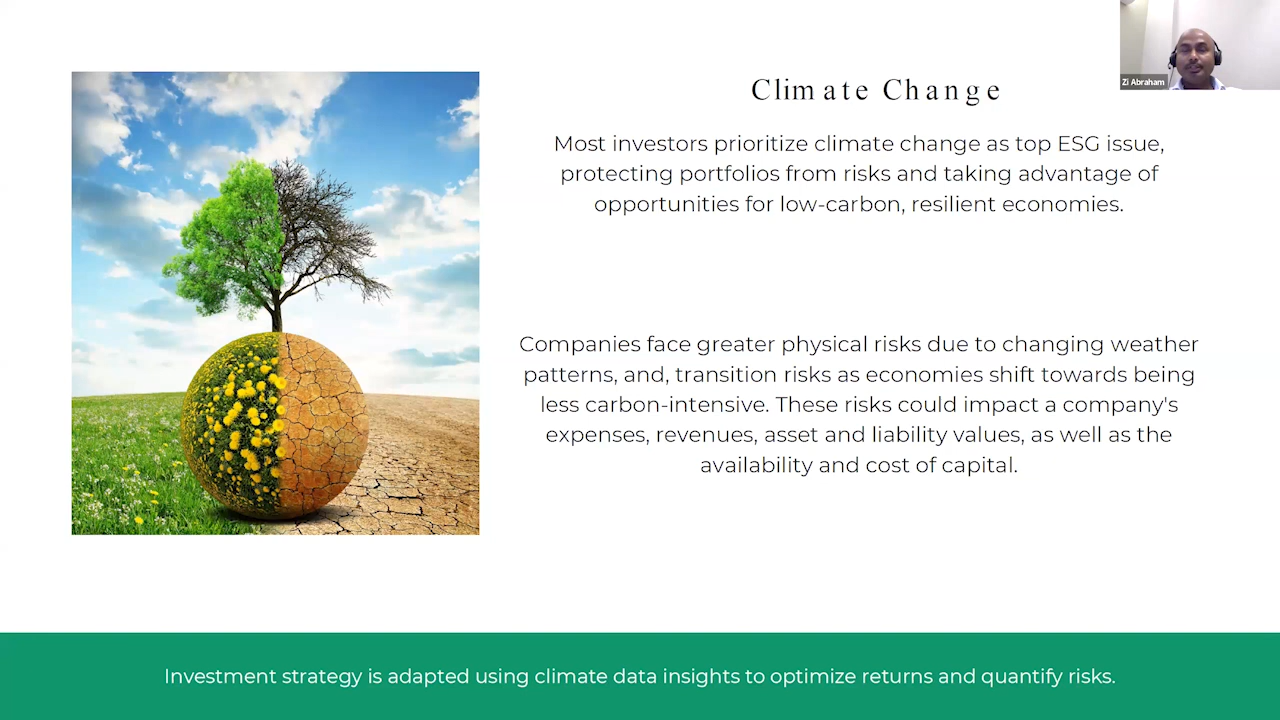 Climate Change
Zi Abraham
Most investors prioritize climate change as top ESG issue,
protecting portfolios from risks and taking advantage of
opportunities for low-carbon, resilient economies.
Companies face greater physical risks due to changing weather
patterns, and, transition risks as economies shift towards being
less carbon-intensive. These risks could impact a company's
expenses, revenues, asset and liability values, as well as the
availability and cost of capital.
Investment strategy is adapted using climate data insights to optimize returns and quantify risks.